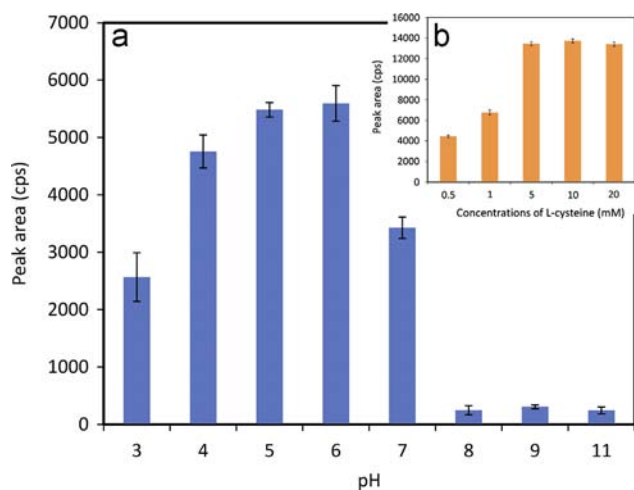 a
7000
6000
5000
4000
3000
2000
1000
0
Peak area (cps)
3 4 5 6 7 8 9 11
pH
b
16000
14000
12000
10000
8000
6000
4000
2000
0
Peak area (cps)
0.5 1 5 10 20
Concentrations of L-cysteine (mM)